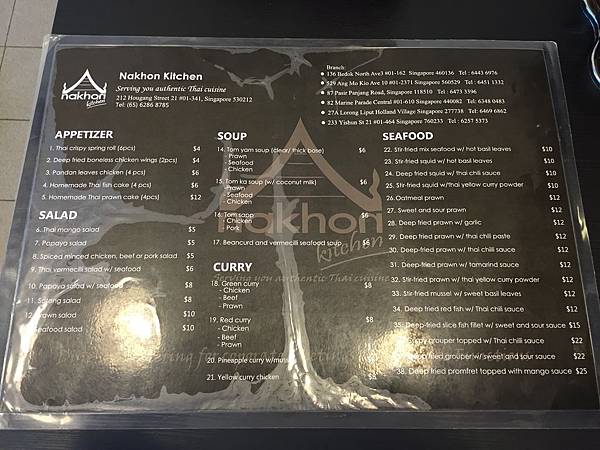 nakhon
kitchen
Nakhon Kitchen
Serving you authentic Thai cuisine
212 Hougang Street 21 #01-341, Singapore 530212
Tel: (65) 6286 8785
Branch:
• 136 Bedok North Ave3 #01-162 Singapore 460136 Tel : 6443 6976
• 529 Ang Mo Kio Ave 10 #01-2371 Singapore 560529 Tel : 6451 1332
• 87 Pasir Panjang Road, Singapore 118510 Tel : 6473 3596
• 82 Marine Parade Central #01-610 Singapore 440082 Tel: 6348 0483
• 27A Lorong Liput Holland Village Singapore 277738 Tel: 6469 6862
• 233 Yishun St 21 #01-464 Singapore 760233 Tel : 6257 5373
APPETIZER
1. Thai crispy spring roll (6pcs) $4
2. Deep fried boneless chicken wings (2pcs) $4
3. Pandan leaves chicken (4 pcs) $6
4. Homemade Thai fish cake (4 pcs) $6
5. Homemade Thai prawn cake (4pcs) $12
SALAD
6. Thai mango salad $5
7. Papaya salad $5
8. Spiced minced chicken, beef or pork salad $5
9. Thai vermicelli salad w/ seafood $6
10. Papaya salad w/ seafood $8
11. Sotong salad $8
12. Prawn salad $10
Seafood salad $10
SOUP
14. Tom yam soup (clear/ thick base) $6
- Prawn
- Seafood
- Chicken
15. Tom ka soup (w/ coconut milk) $6
- Prawn
- Seafood
- Chicken
16. Tom sapp $6
- Chicken
- Pork
17. Beancurd and vermicelli seafood soup $6
nakhon
kitchen
Serving you authentic Thai cuisine
CURRY
18. Green curry $8
- Chicken
- Beef
- Prawn
19. Red curry $8
- Chicken
- Beef
- Prawn
20. Pineapple curry w/mussel
21. Yellow curry chicken $8
SEAFOOD
22. Stir-fried mix seafood w/ hot basil leaves $10
23. Stir-fried squid w/ hot basil leaves $10
24. Deep fried squid w/ thai chili sauce $10
25. Stir-fried squid w/thai yellow curry powder $10
26. Oatmeal prawn $12
27. Sweet and sour prawn $12
28. Deep fried prawn w/ garlic $12
29. Deep fried prawn w/ thai chili paste $12
30. Deep-fried prawn w/ thai chili sauce $12
31. Deep-fried prawn w/ tamarind sauce $12
32. Stir-fried prawn w/ thai yellow curry powder $12
33. Stir-fried mussel w/ sweet basil leaves $12
34. Deep fried red fish w/ Thai chili sauce $12
35. Deep-fried slice fish fillet w/ sweet and sour sauce $15
crispy grouper topped w/ Thai chili sauce $22
Deep fried grouper w/ sweet and sour sauce $22
38. Deep fried promfret topped with mango sauce $25